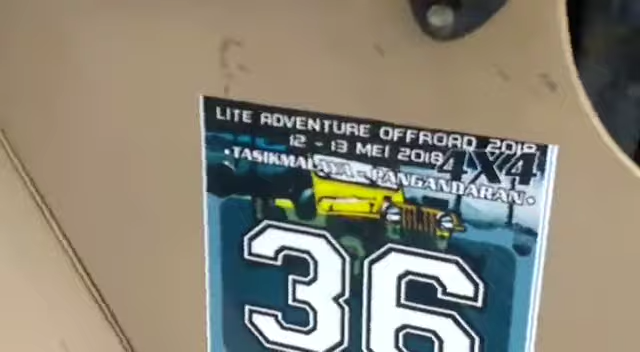 LITE ADVENTURE OFFROAD 2018
12 - 13 MEI 2018
4X4
•TASIKMALAYA - PANGANDARAN•
36